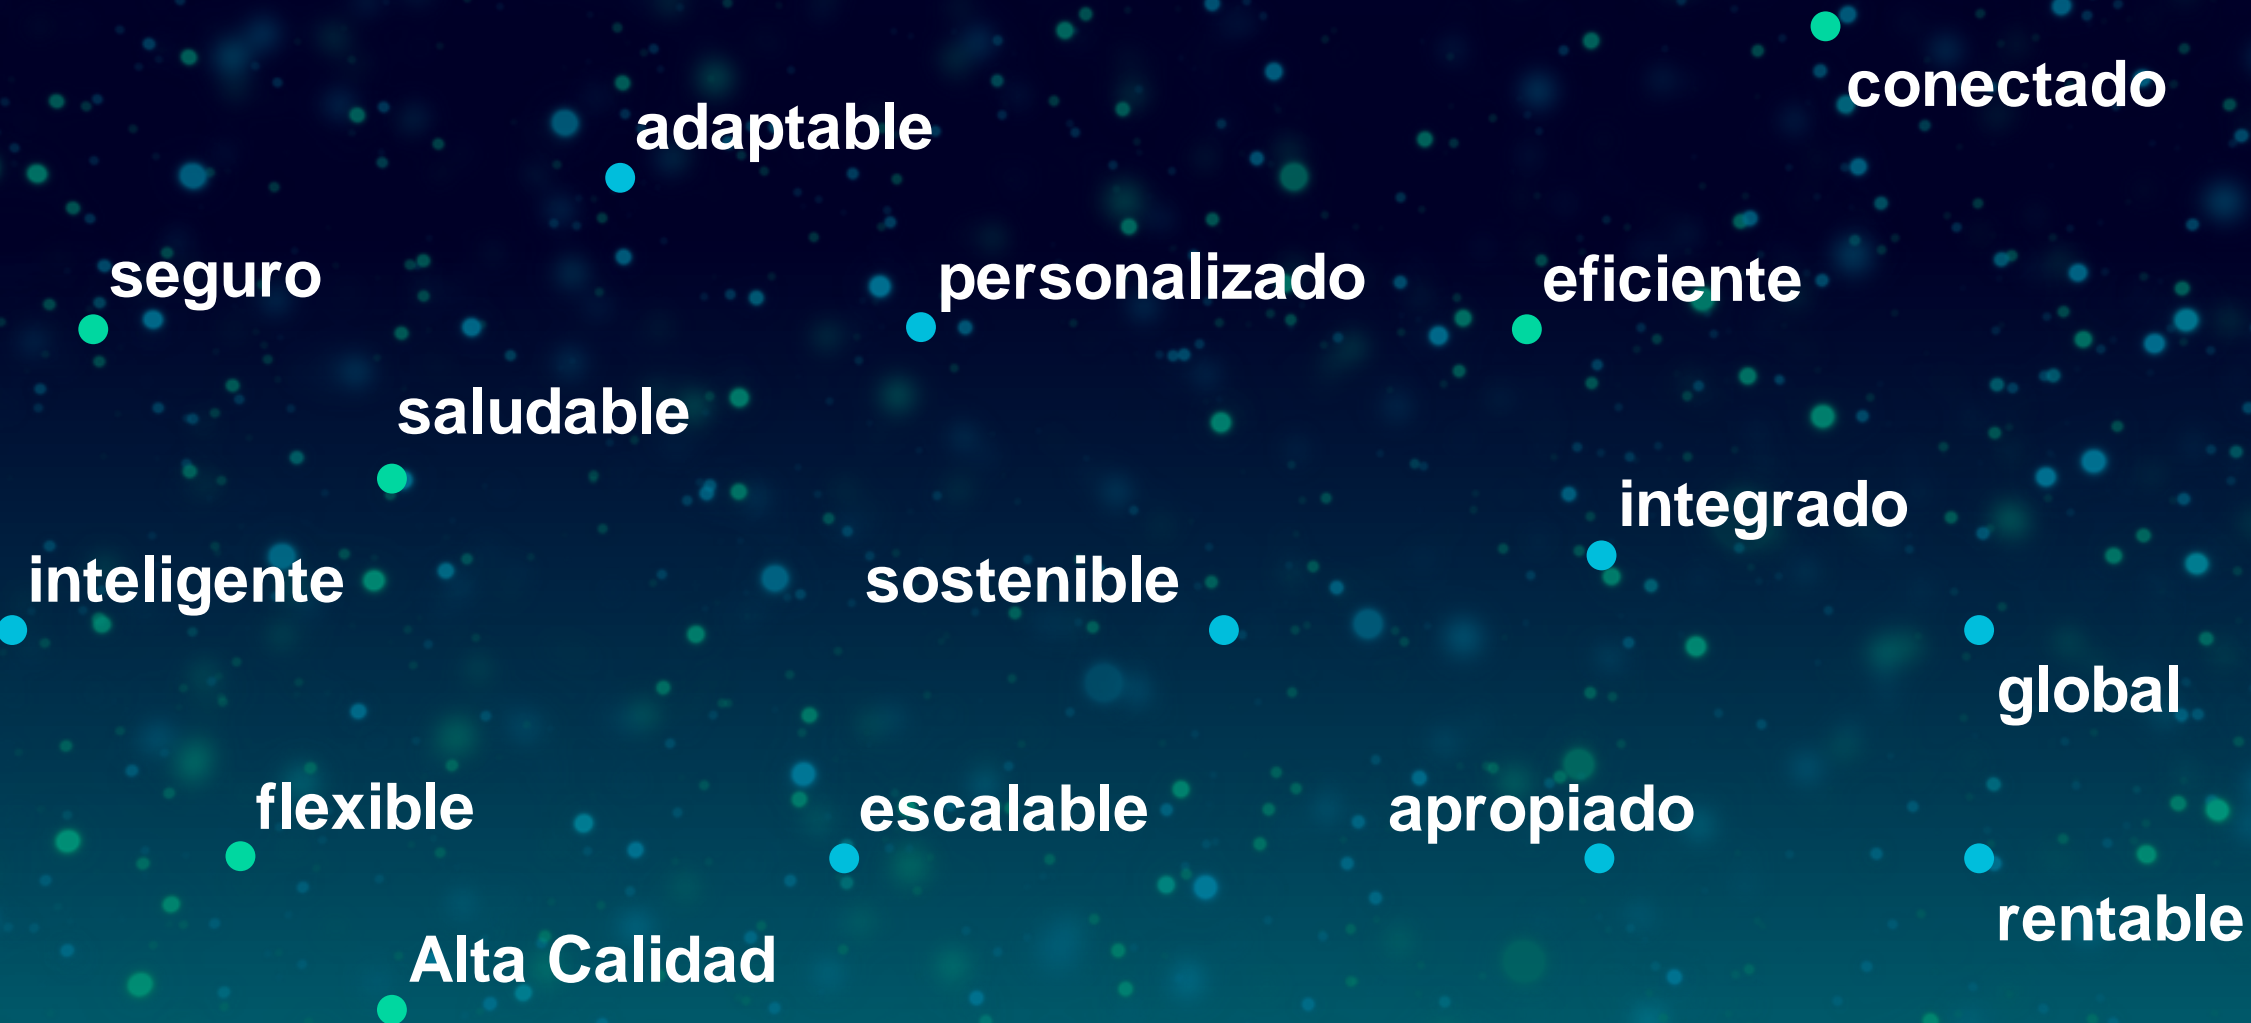 conectado
adaptable
seguro
personalizado
eficiente
saludable
integrado
inteligente
sostenible
global
flexible
escalable
apropiado
rentable
Alta Calidad